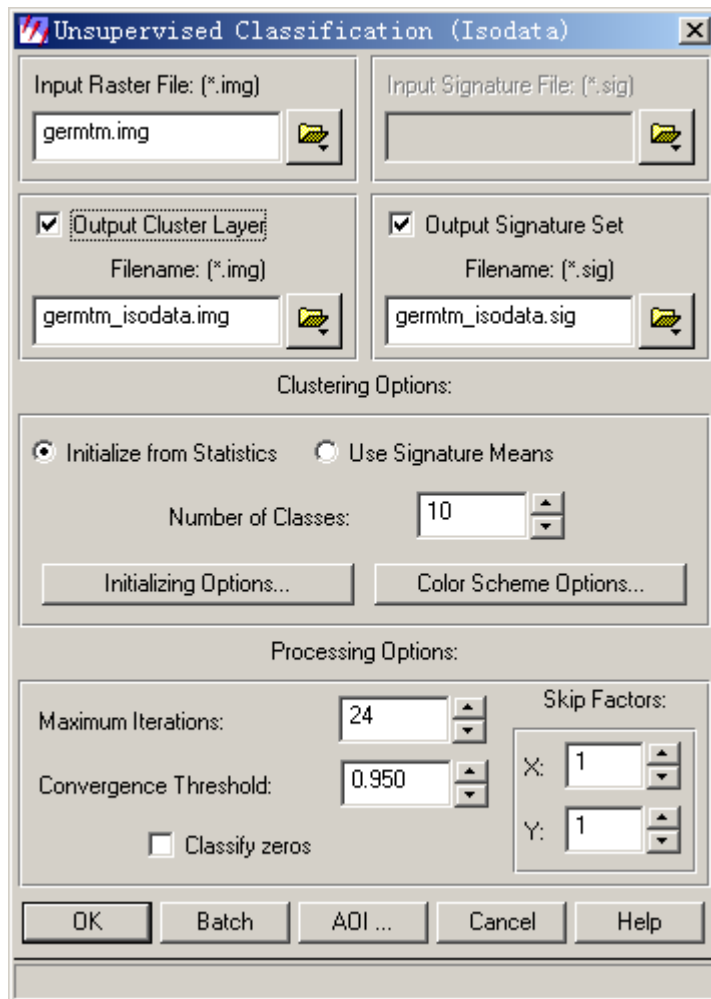 Unsupervised Classification (Isodata)
Input Raster File: (*.img)
germtm.img
Input Signature File: (*.sig)
Output Cluster Layer
Filename: (*.img)
germtm_isodata.img
Output Signature Set
Filename: (*.sig)
germtm_isodata.sig
Clustering Options:
Initialize from Statistics
Use Signature Means
Number of Classes:
10
Initializing Options...
Color Scheme Options...
Processing Options:
Maximum Iterations:
24
Convergence Threshold:
0.950
Classify zeros
Skip Factors:
X:
1
Y:
1
OK
Batch
AOI ...
Cancel
Help